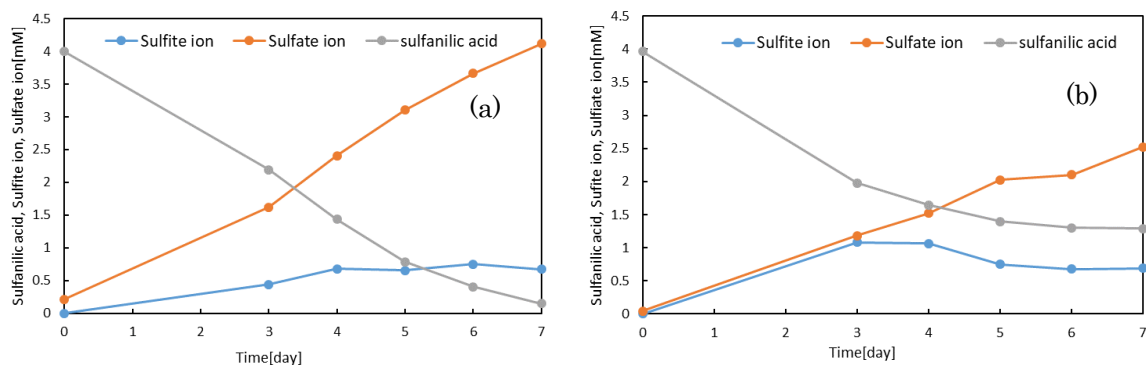 4.5
4
3.5
3
2.5
2
1.5
1
0.5
0
Sulfanilic acid, Sulfite ion, Sulfiate ion[mM]
Sulfite ion Sulfate ion sulfanilic acid
(a)
0 1 2 3 4 5 6 7
Time[day]
4.5
4
3.5
3
2.5
2
1.5
1
0.5
0
Sulfanilic acid, Sufite ion, Sulfiate ion[mM]
Sulfite ion Sulfate ion sulfanilic acid
(b)
0 1 2 3 4 5 6 7
Time[day]